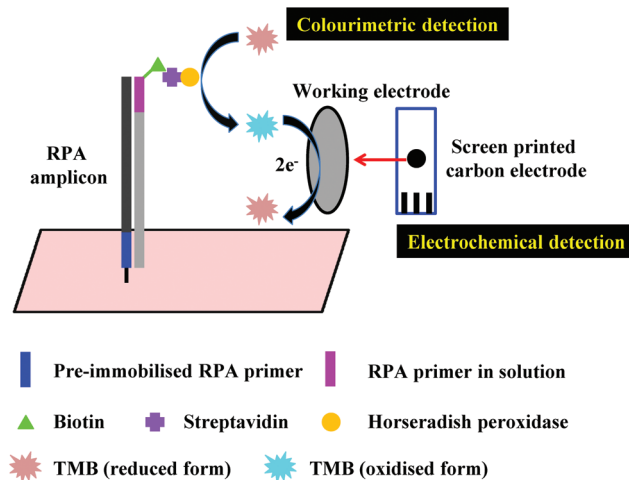 Colourimetric detection
Working electrode
RPA
amplicon
2e-
Screen printed
carbon electrode
Electrochemical detection
Pre-immobilised RPA primer
RPA primer in solution
Biotin
Streptavidin
Horseradish peroxidase
TMB (reduced form)
TMB (oxidised form)